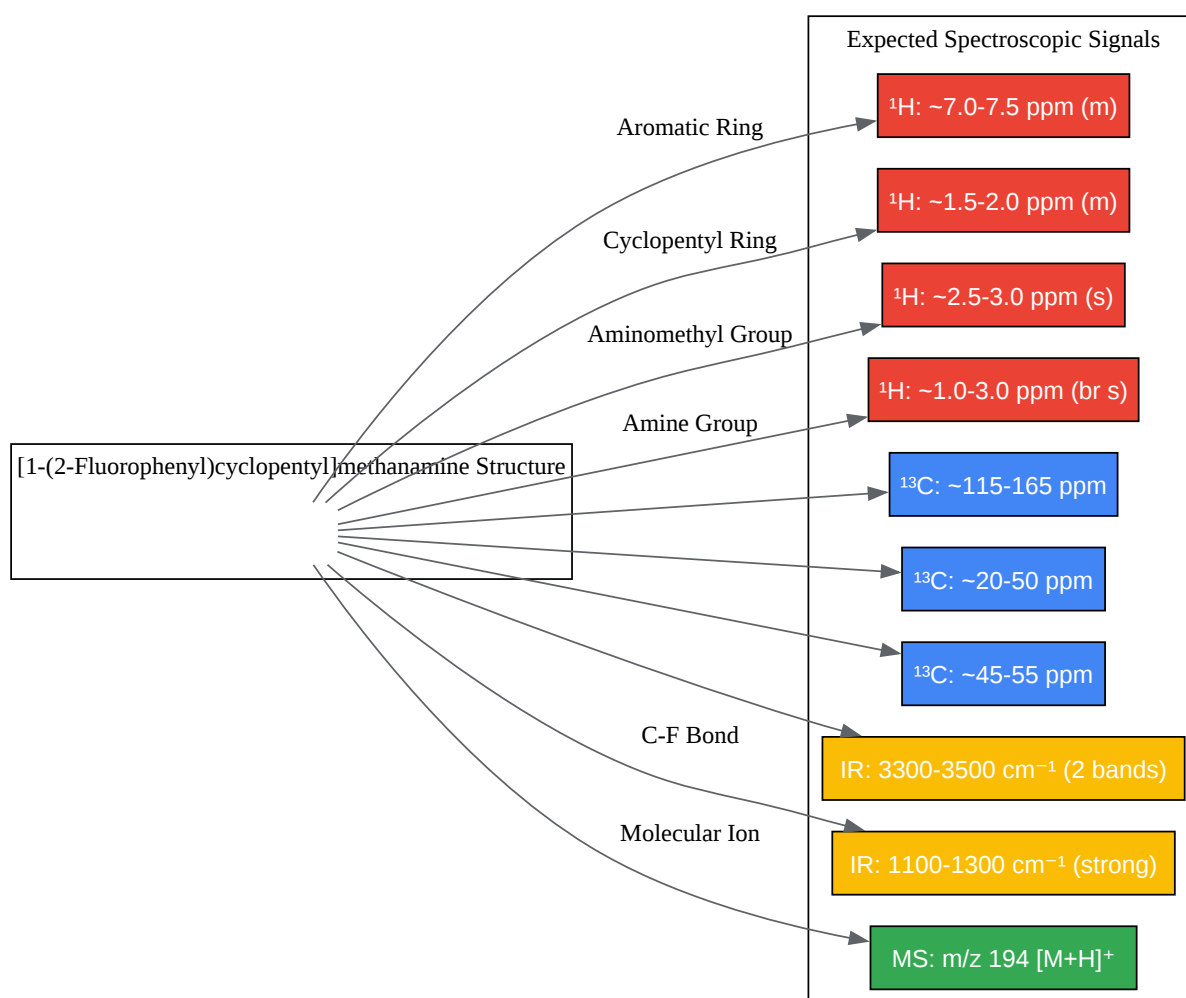 Expected Spectroscopic Signals
¹H: ~7.0-7.5 ppm (m)
Aromatic Ring
¹H: ~1.5-2.0 ppm (m)
Cyclopentyl Ring
¹H: ~2.5-3.0 ppm (s)
Aminomethyl Group
¹H: ~1.0-3.0 ppm (br s)
Amine Group
[1-(2-Fluorophenyl)cyclopentyl]methanamine Structure
¹³C: ~115-165 ppm
¹³C: ~20-50 ppm
¹³C: ~45-55 ppm
C-F Bond
IR: 3300-3500 cm⁻¹ (2 bands)
Molecular Ion
IR: 1100-1300 cm⁻¹ (strong)
MS: m/z 194 [M+H]⁺